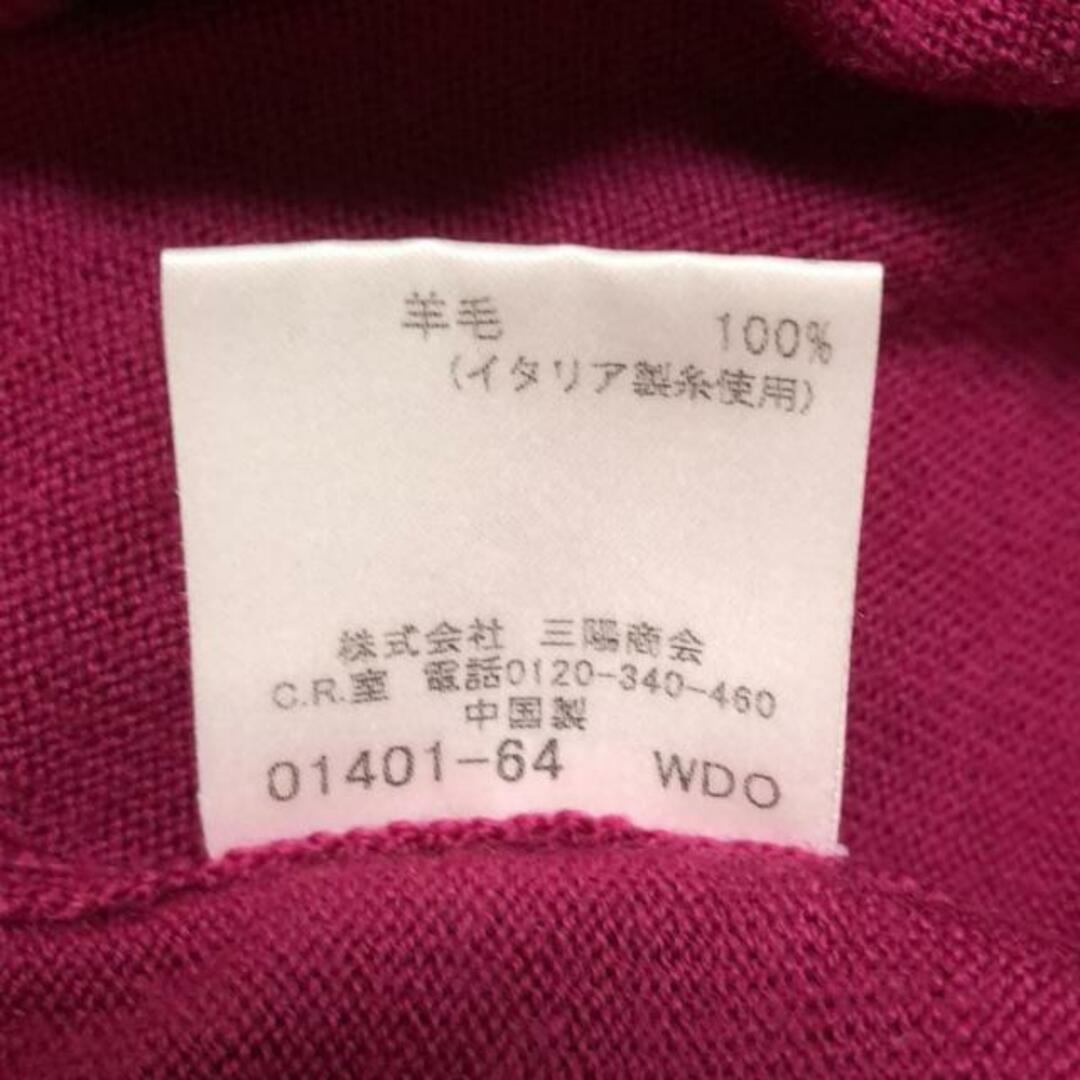 羊毛 100%
(イタリア製糸使用)
株式会社 三陽商会
C.R.室 電話0120-340-460
中国製
01401-64 WDO